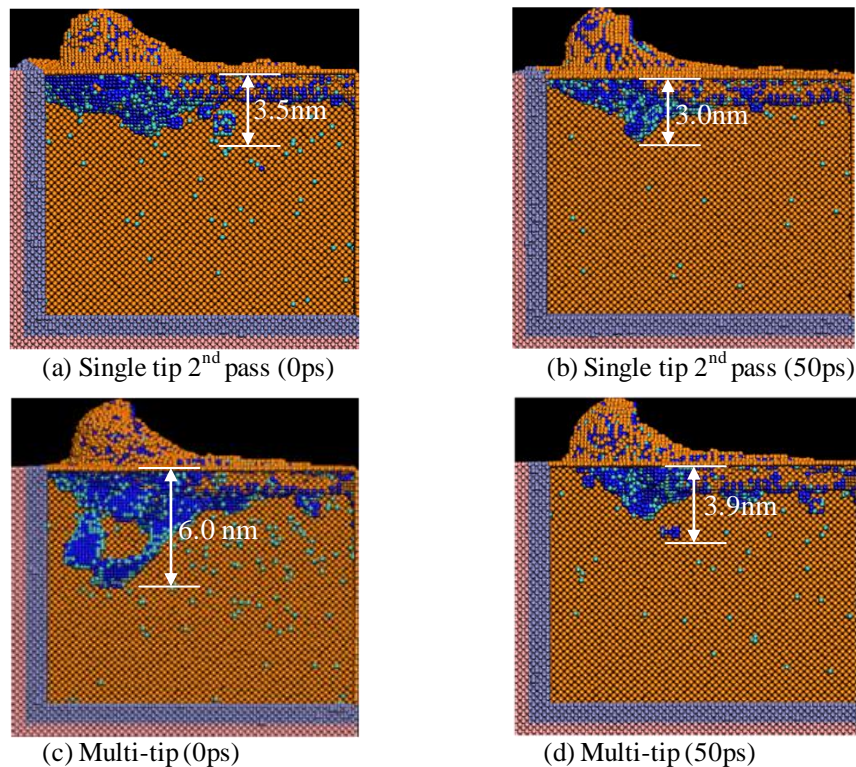 3.5nm
3.0nm
(a) Single tip 2nd pass (0ps)
(b) Single tip 2nd pass (50ps)
6.0 nm
3.9nm
(c) Multi-tip (0ps)
(d) Multi-tip (50ps)